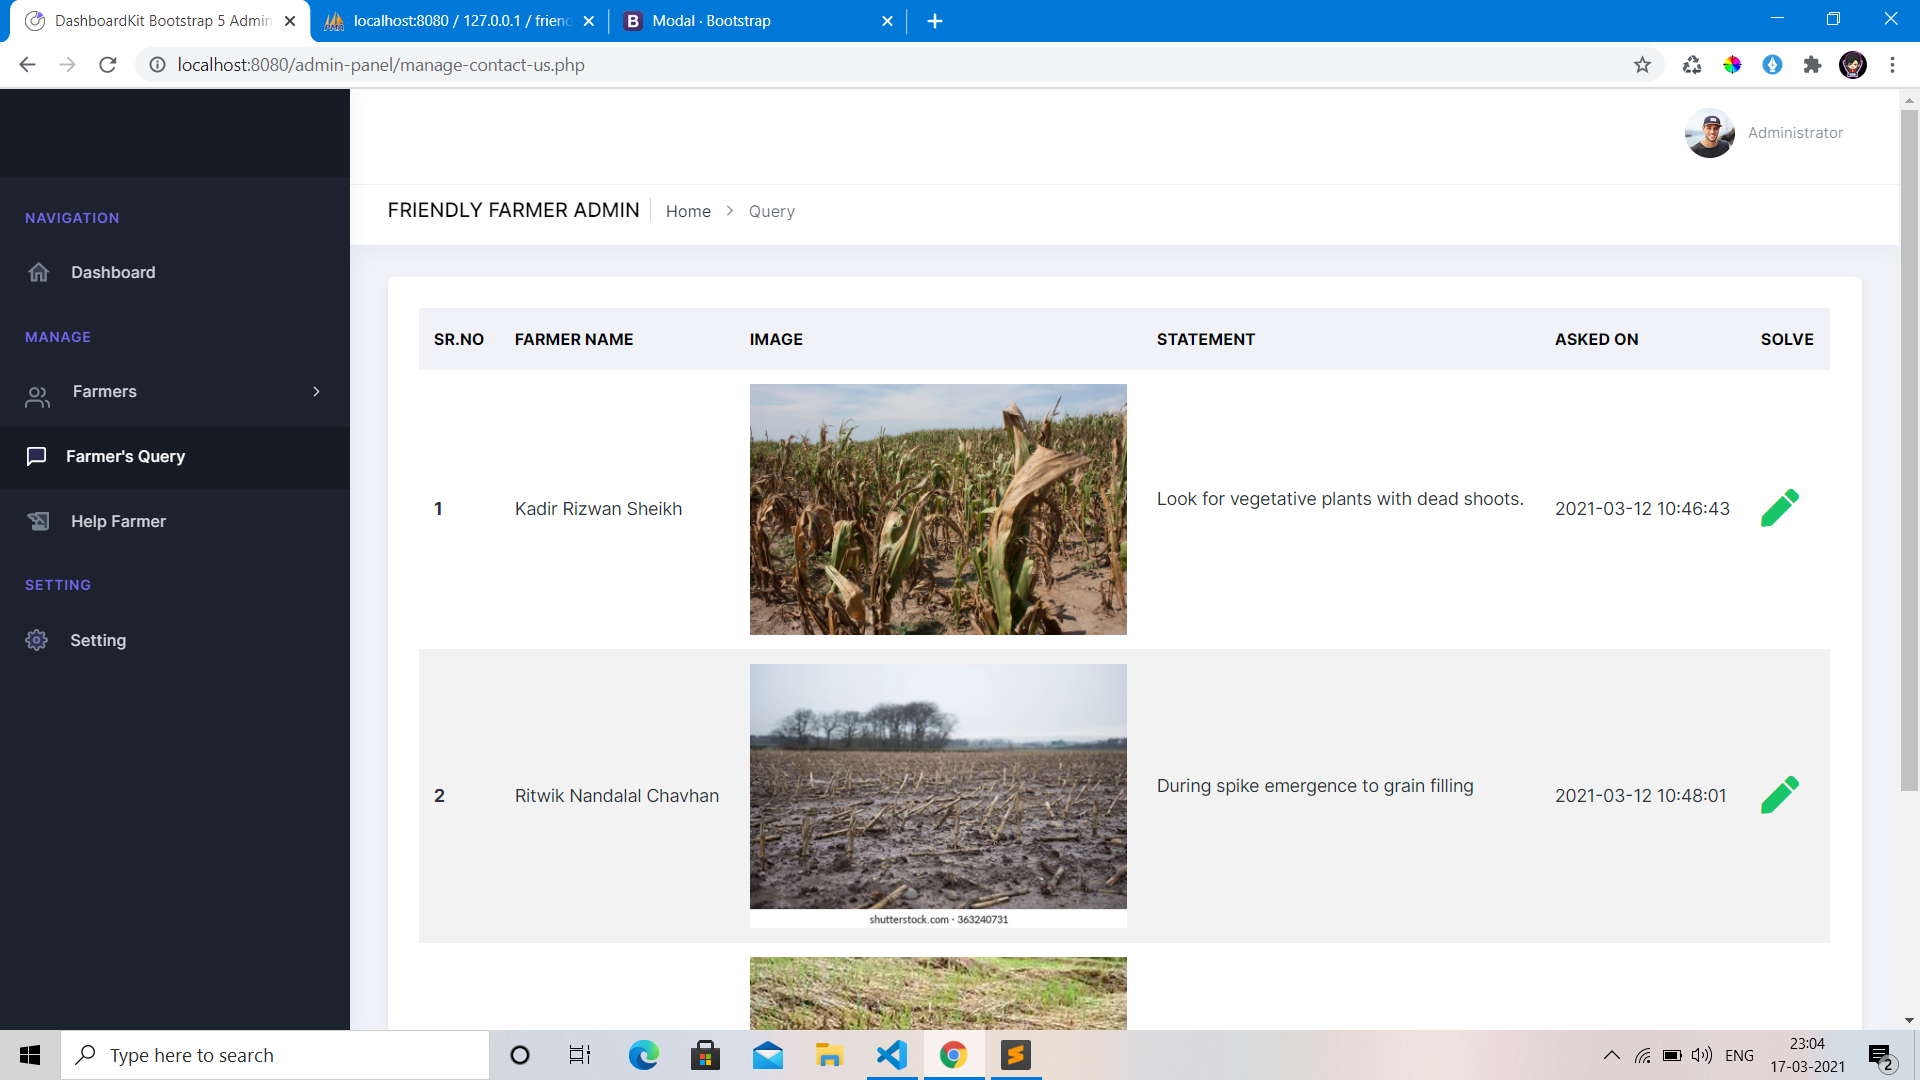 DashboardKit Bootstrap 5 Admin
localhost:8080 / 127.0.0.1 / friend
B Modal · Bootstrap
localhost:8080/admin-panel/manage-contact-us.php
Administrator
FRIENDLY FARMER ADMIN Home > Query
NAVIGATION
Dashboard
MANAGE
Farmers
Farmer's Query
Help Farmer
SETTING
Setting
SR.NO FARMER NAME IMAGE STATEMENT ASKED ON SOLVE
1 Kadir Rizwan Sheikh Look for vegetative plants with dead shoots. 2021-03-12 10:46:43
2 Ritwik Nandalal Chavhan During spike emergence to grain filling 2021-03-12 10:48:01
shutterstock.com · 363240731
Type here to search
ENG
23:04
17-03-2021
2